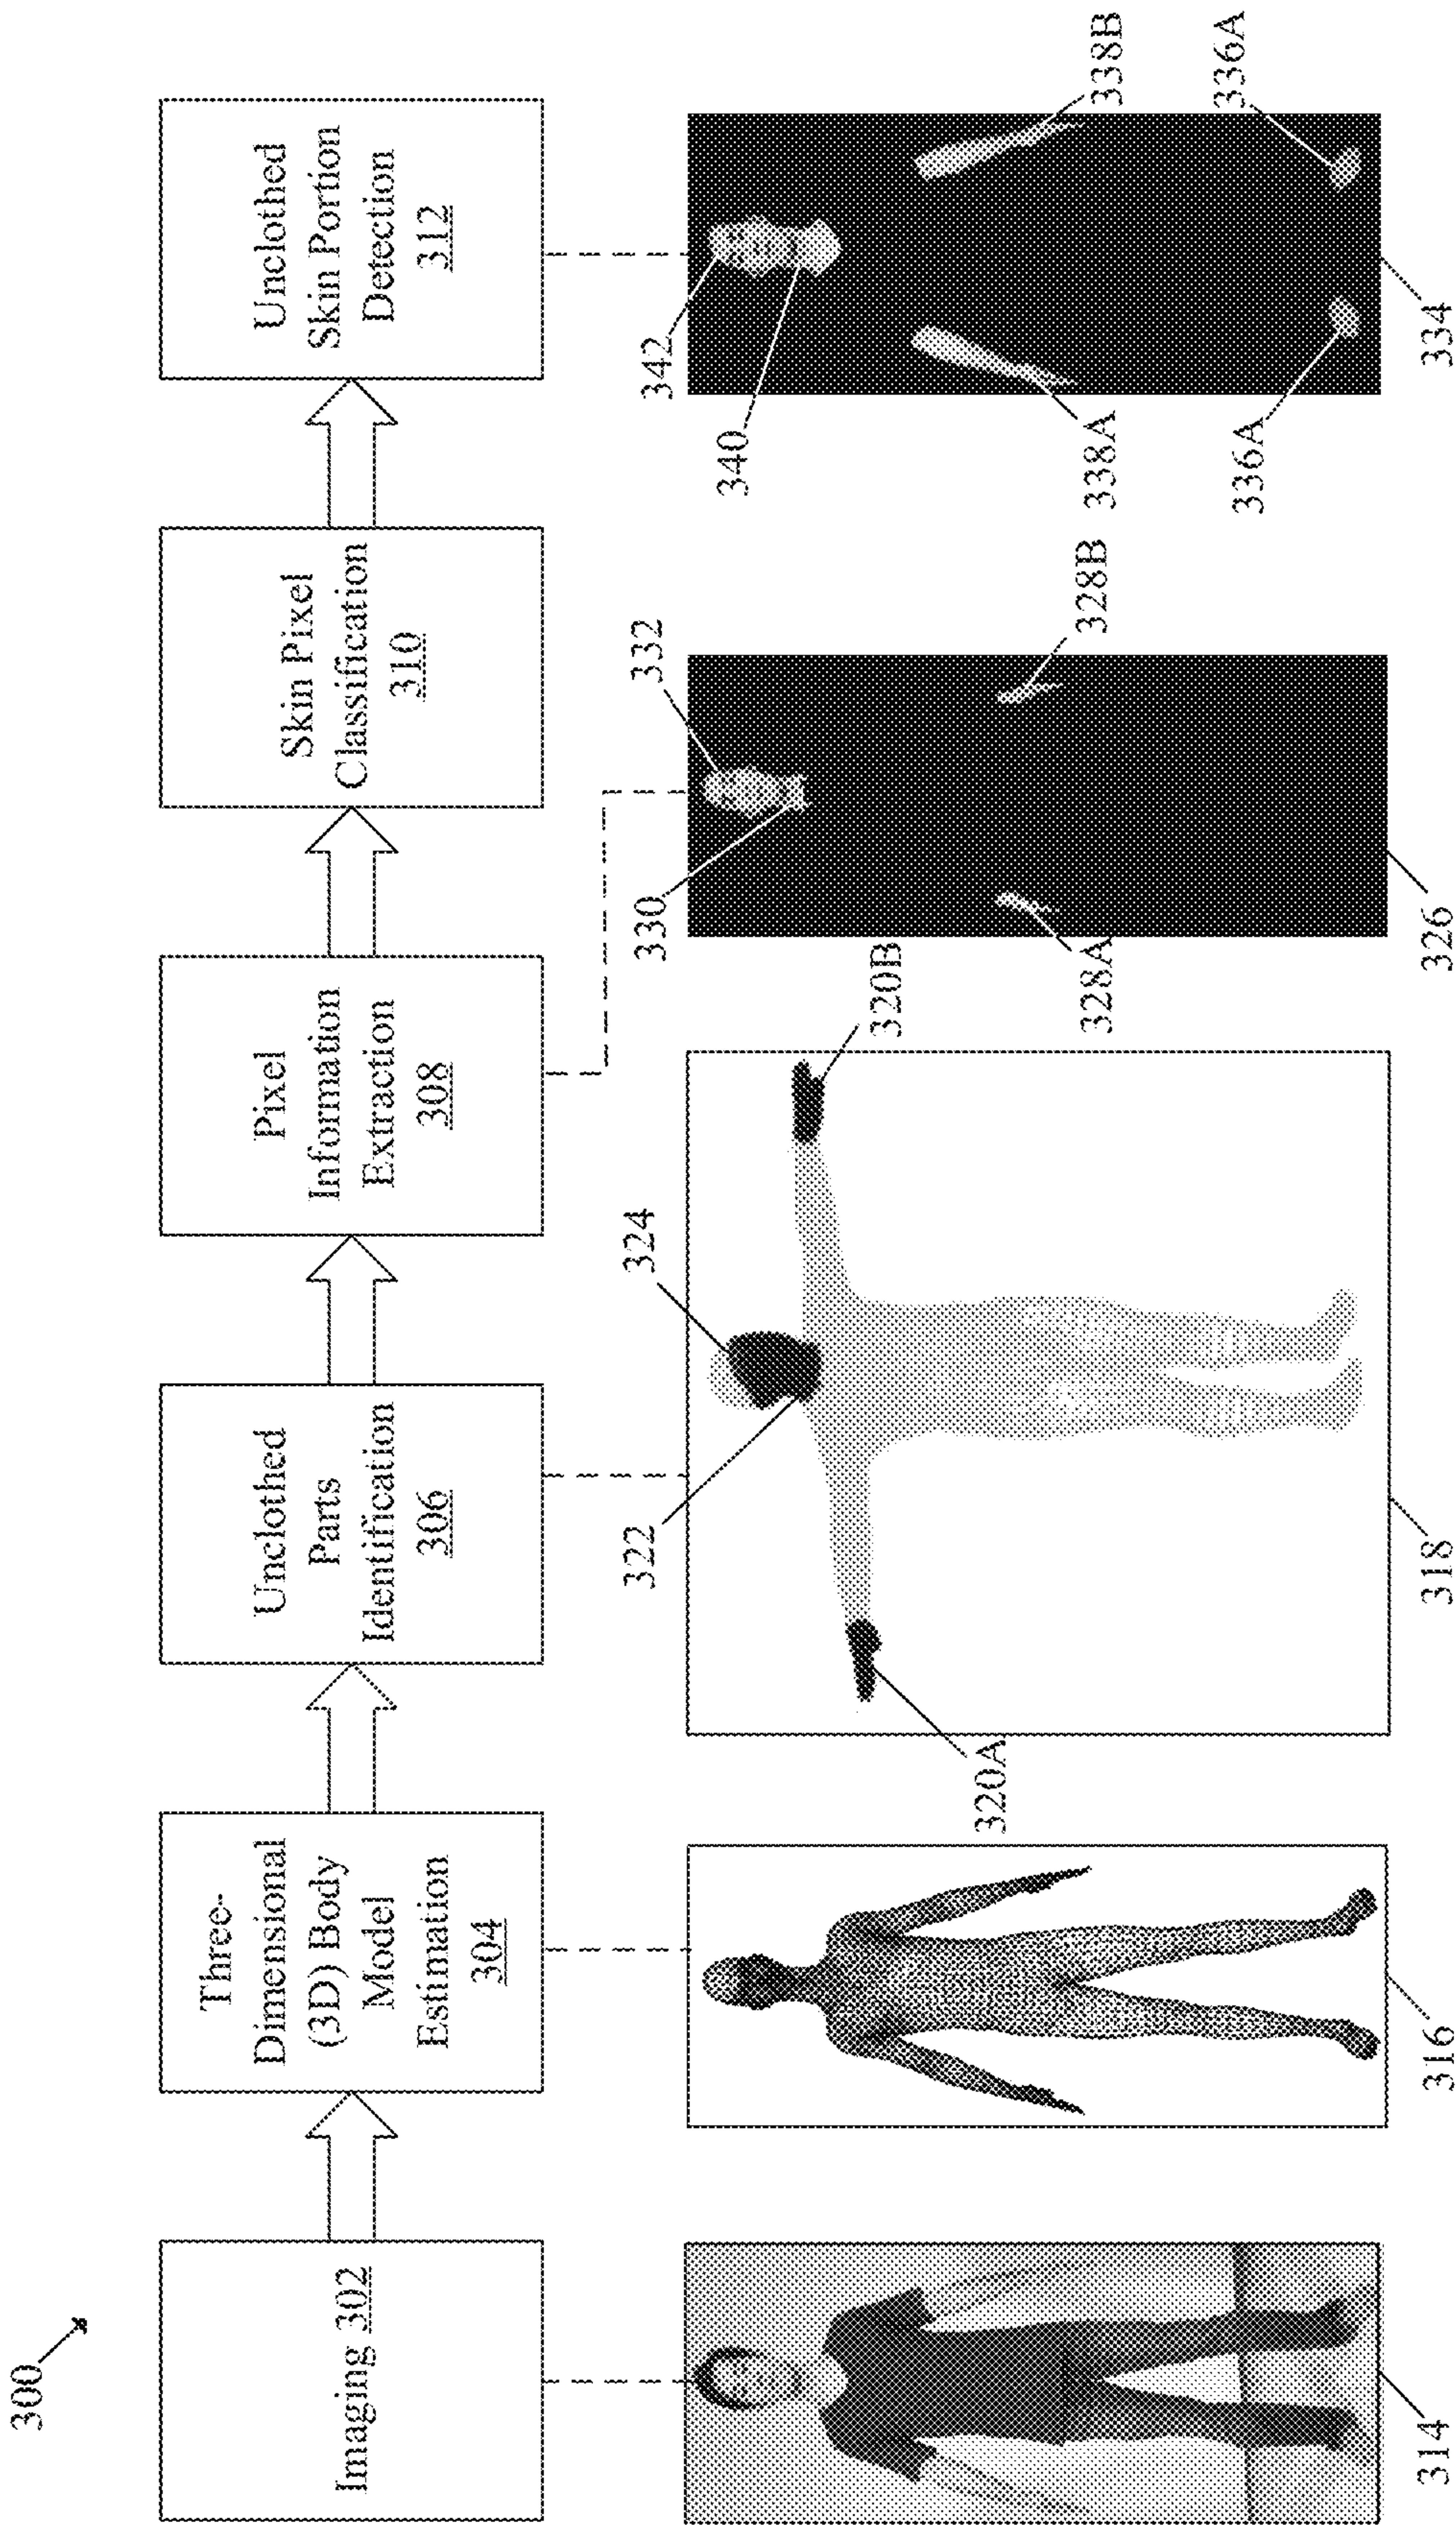 300
Imaging 302
Three-
Dimensional
(3D) Body
Model
Estimation
304
Unclothed
Parts
Identification
306
Pixel
Information
Extraction
308
Skin Pixel
Classification
310
Unclothed
Skin Portion
Detection
312
314
316
318
320A
320B
322
324
326
328A
328B
330
332
334
336A
336A
338A
338B
340
342